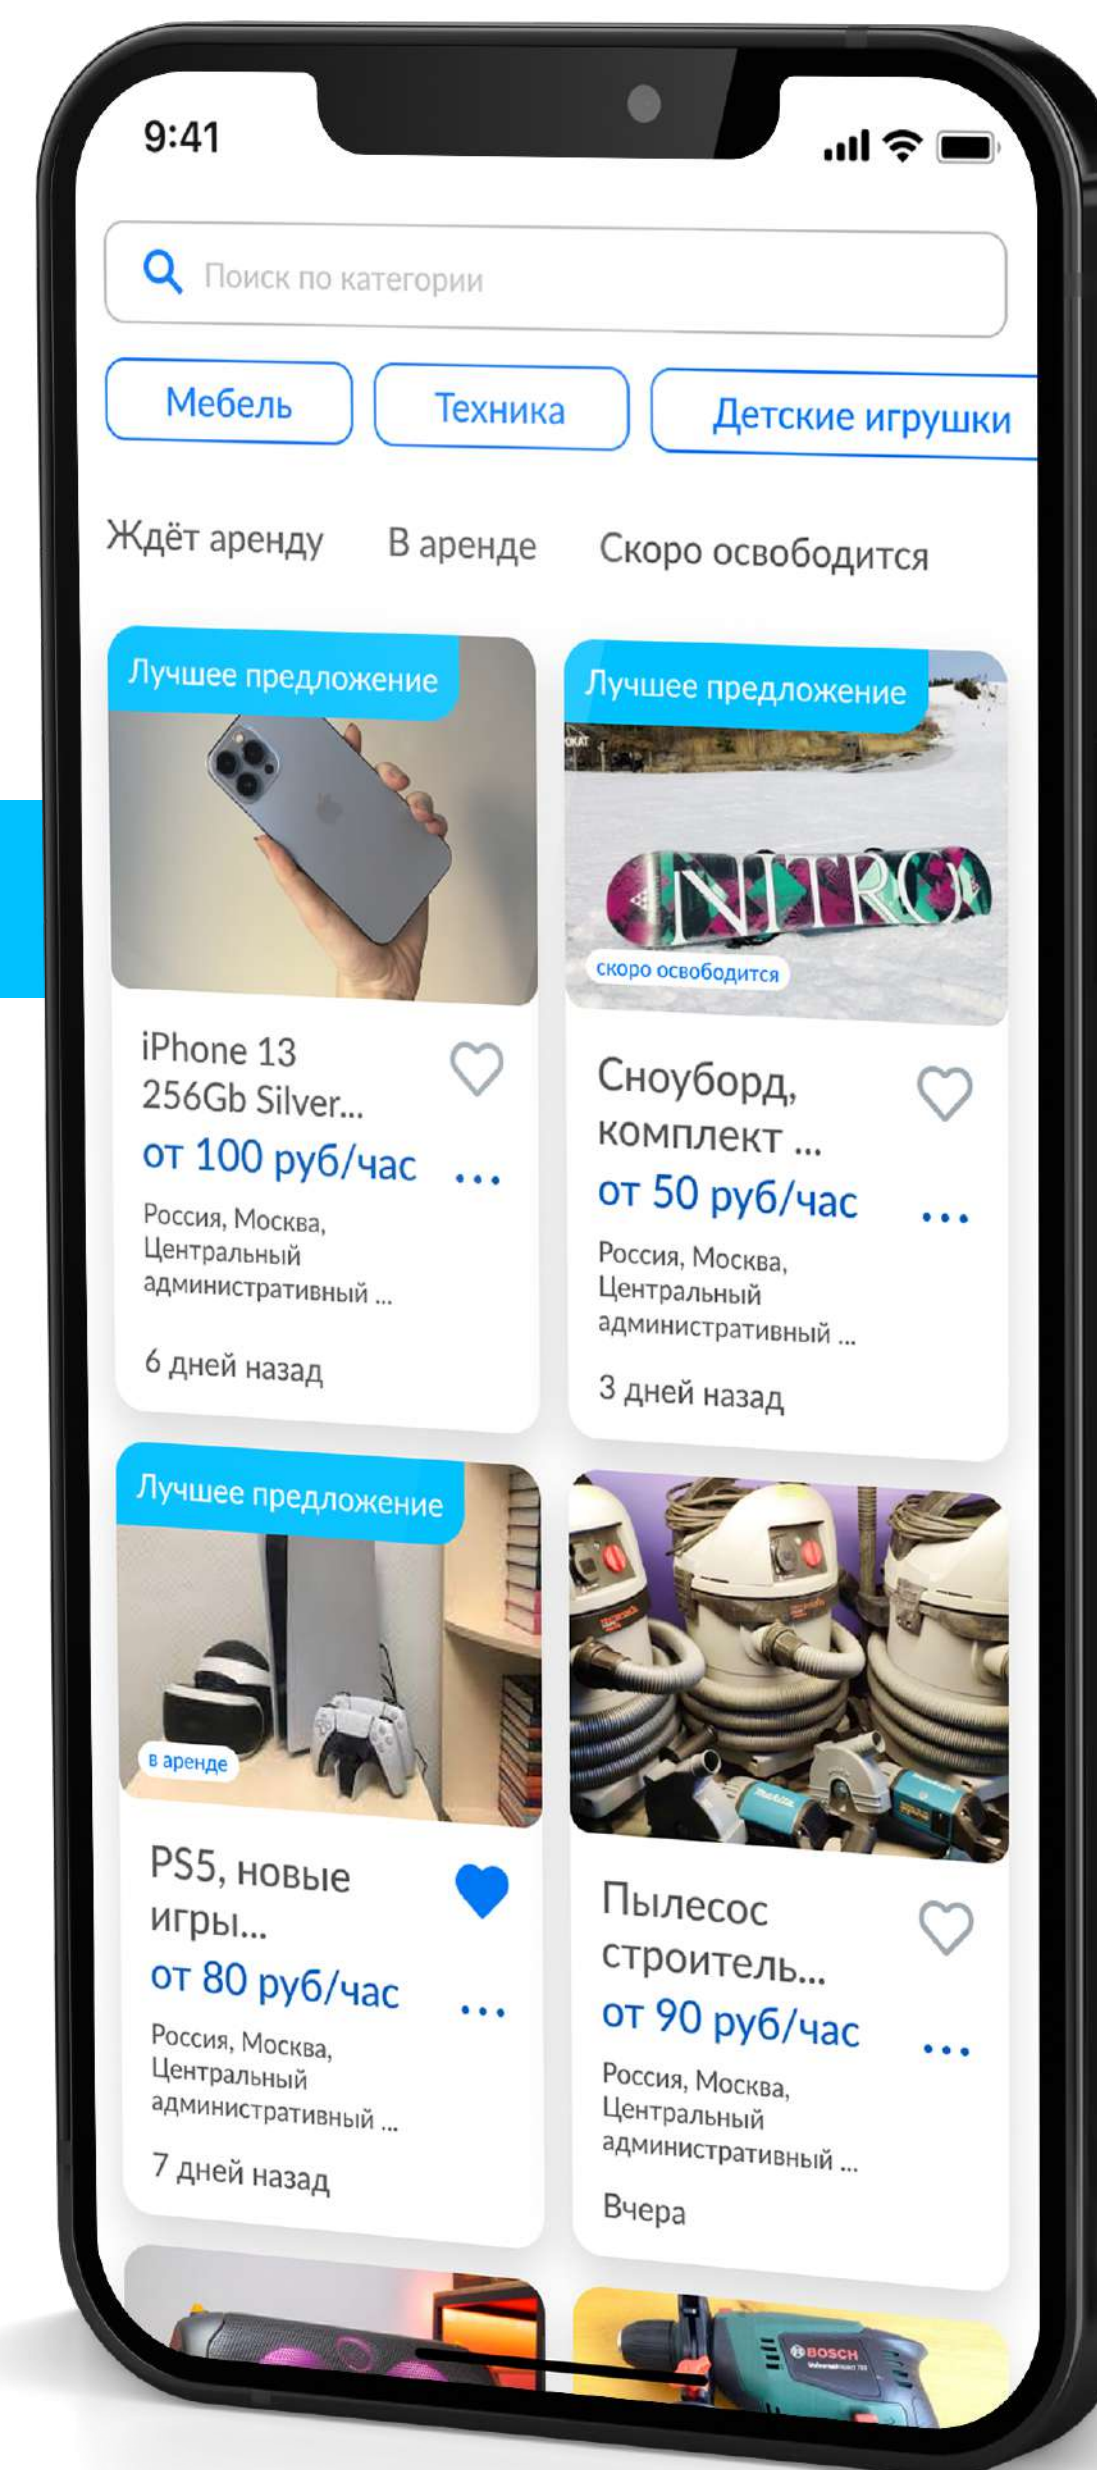 9:41
Поиск по категории
Мебель
Техника
Детские игрушки
Ждёт аренду
В аренде
Скоро освободится
Лучшее предложение
iPhone 13
256Gb Silver...
от 100 руб/час
...
Россия, Москва,
Центральный
административный ...
6 дней назад
Лучшее предложение
NITRO
скоро освободится
Сноуборд,
комплект ...
от 50 руб/час
...
Россия, Москва,
Центральный
административный ...
3 дней назад
Лучшее предложение
в аренде
PS5, новые
игры...
от 80 руб/час
...
Россия, Москва,
Центральный
административный ...
7 дней назад
Makita
Пылесос
строитель...
от 90 руб/час
...
Россия, Москва,
Центральный
административный ...
Вчера
BOSCH